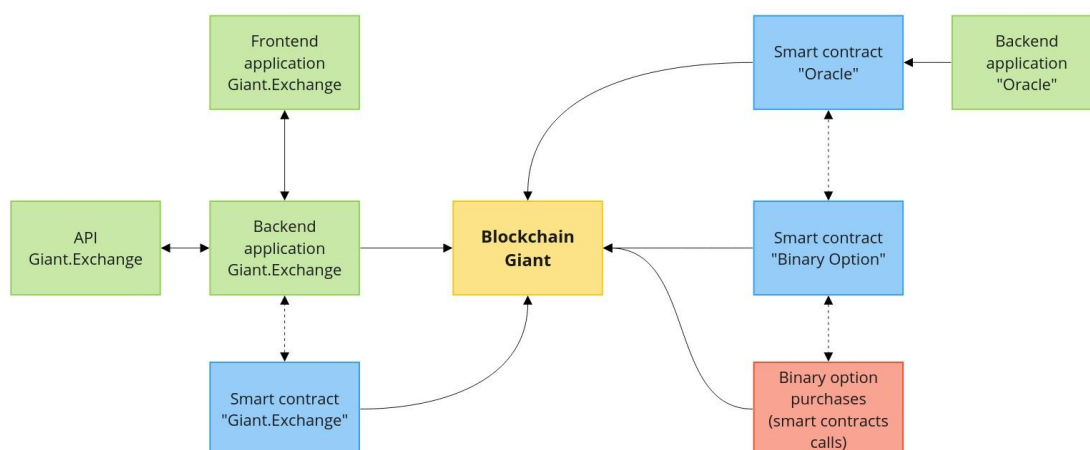 Frontend
application
Giant.Exchange
Smart contract
"Oracle"
Backend
application
"Oracle"
API
Giant.Exchange
Backend
application
Giant.Exchange
Blockchain
Giant
Smart contract
"Binary Option"
Smart contract
"Giant.Exchange"
Binary option
purchases
(smart contracts
calls)